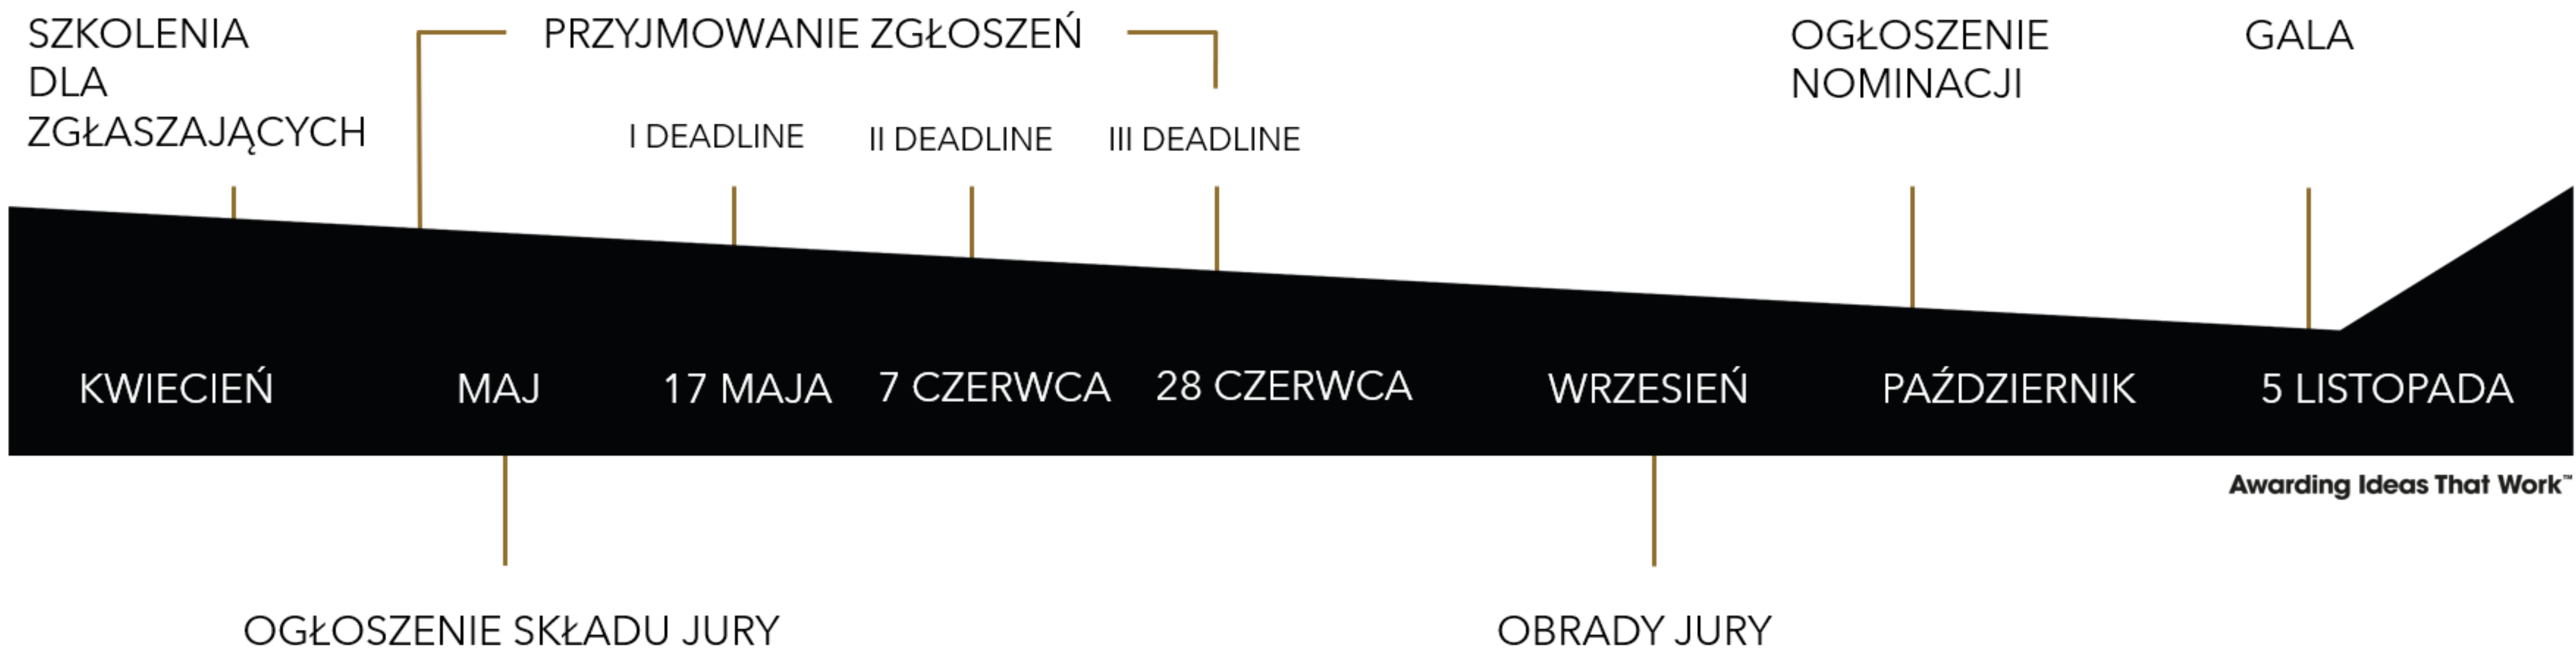 SZKOLENIA
DLA
ZGŁASZAJĄCYCH
PRZYJMOWANIE ZGŁOSZEŃ
I DEADLINE
II DEADLINE
III DEADLINE
OGŁOSZENIE
NOMINACJI
GALA
KWIECIEŃ
MAJ
17 MAJA
7 CZERWCA
28 CZERWCA
WRZESIEŃ
PAŹDZIERNIK
5 LISTOPADA
Awarding Ideas That Work™
OGŁOSZENIE SKŁADU JURY
OBRADY JURY